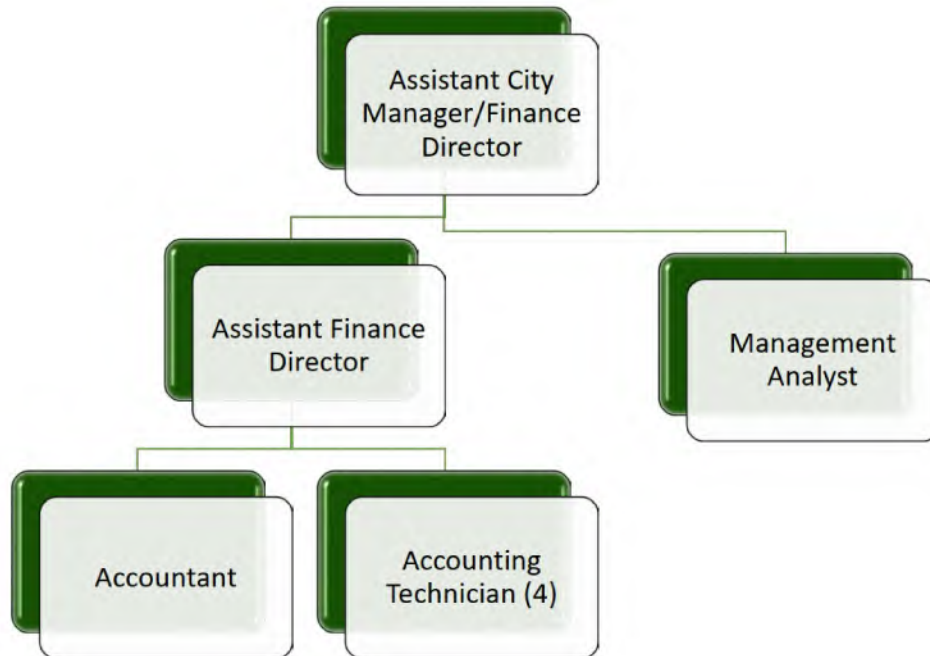 Assistant City
Manager/Finance
Director
Assistant Finance
Director
Management
Analyst
Accountant
Accounting
Technician (4)